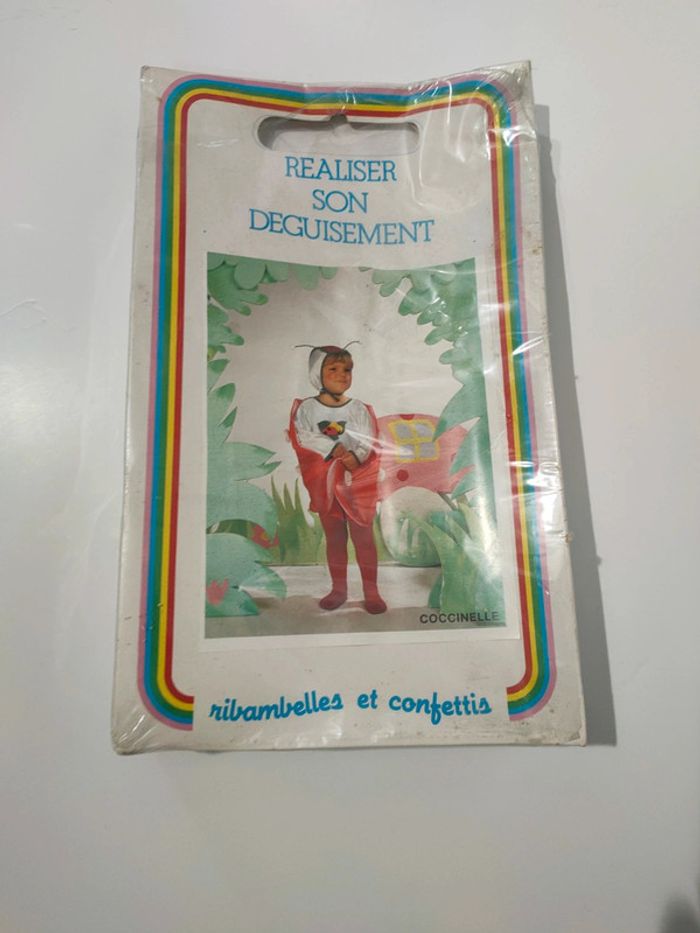 REALISER
SON
DEGUISEMENT
COCCINELLE
ribambelles et confettis